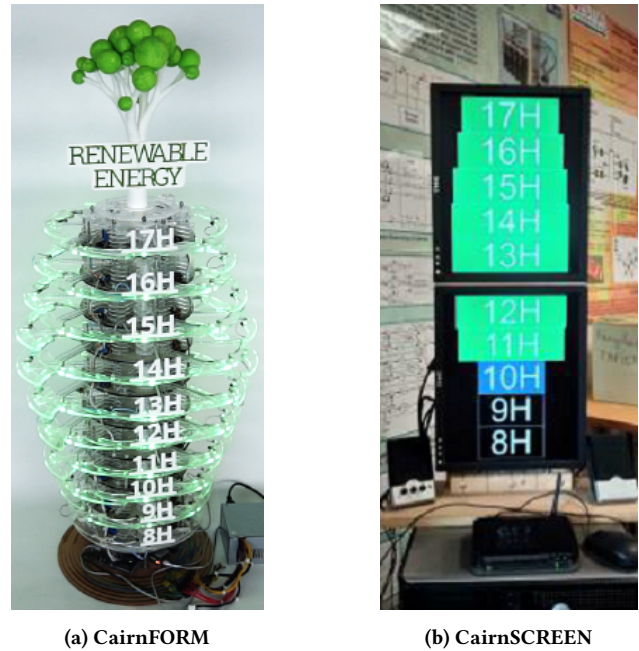 RENEWABLE
ENERGY
17H
16H
15H
14H
13H
12H
11H
10H
9H
8H
17H
16H
15H
14H
13H
12H
11H
10H
9H
8H
(a) CairnFORM
(b) CairnSCREEN